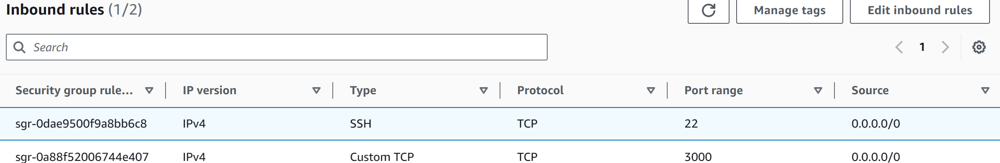 Inbound rules (1/2)
Manage tags
Edit inbound rules
Search
1
Security group rule... IP version Type Protocol Port range Source
sgr-0dae9500f9a8bb6c8 IPv4 SSH TCP 22 0.0.0.0/0
sgr-0a88f52006744e407 IPv4 Custom TCP TCP 3000 0.0.0.0/0